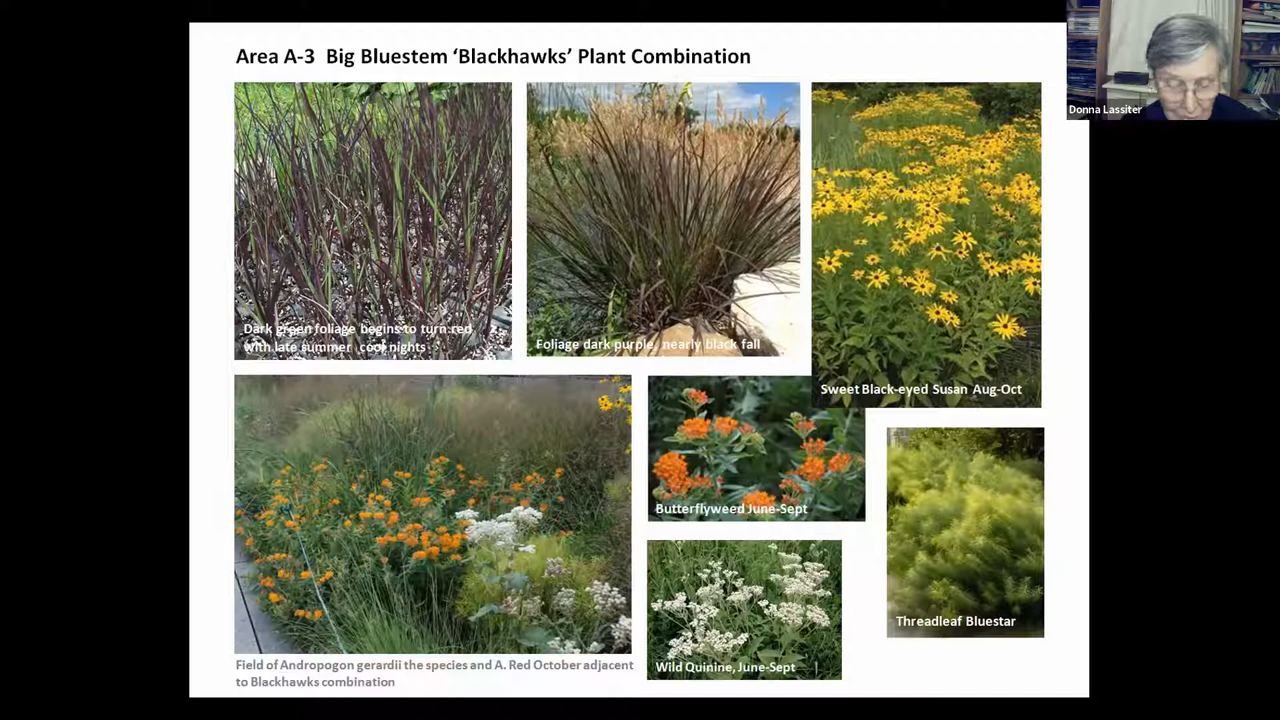 Area A-3 Big Bluestem ‘Blackhawks’ Plant Combination
Donna Lassiter
Dark green foliage begins to turn red
with late summer cool nights
Foliage dark purple, nearly black fall
Sweet Black-eyed Susan Aug-Oct
Butterflyweed June-Sept
Threadleaf Bluestar
Wild Quinine, June-Sept
Field of Andropogon gerardii the species and A. Red October adjacent
to Blackhawks combination